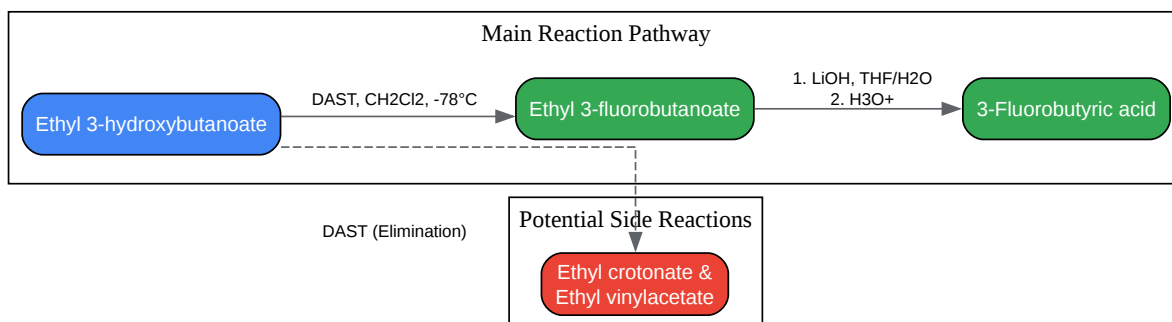 Main Reaction Pathway
Ethyl 3-hydroxybutanoate
DAST, CH2Cl2, -78°C
Ethyl 3-fluorobutanoate
1. LiOH, THF/H2O
2. H3O+
3-Fluorobutyric acid
DAST (Elimination)
Potential Side Reactions
Ethyl crotonate &
Ethyl vinylacetate